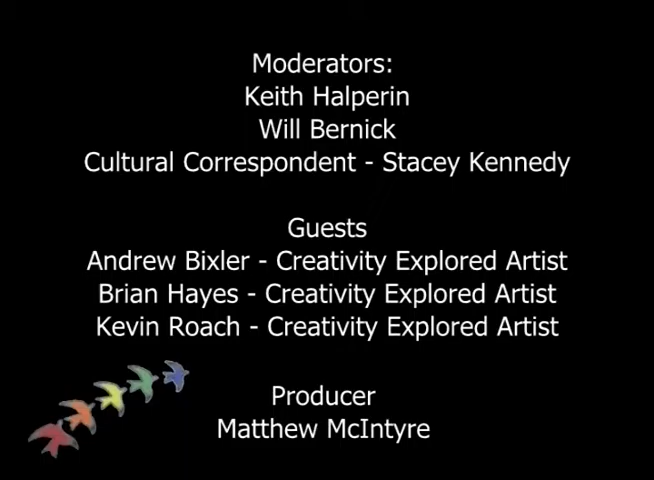 Moderators:
Keith Halperin
Will Bernick
Cultural Correspondent - Stacey Kennedy
Guests
Andrew Bixler - Creativity Explored Artist
Brian Hayes - Creativity Explored Artist
Kevin Roach - Creativity Explored Artist
Producer
Matthew McIntyre